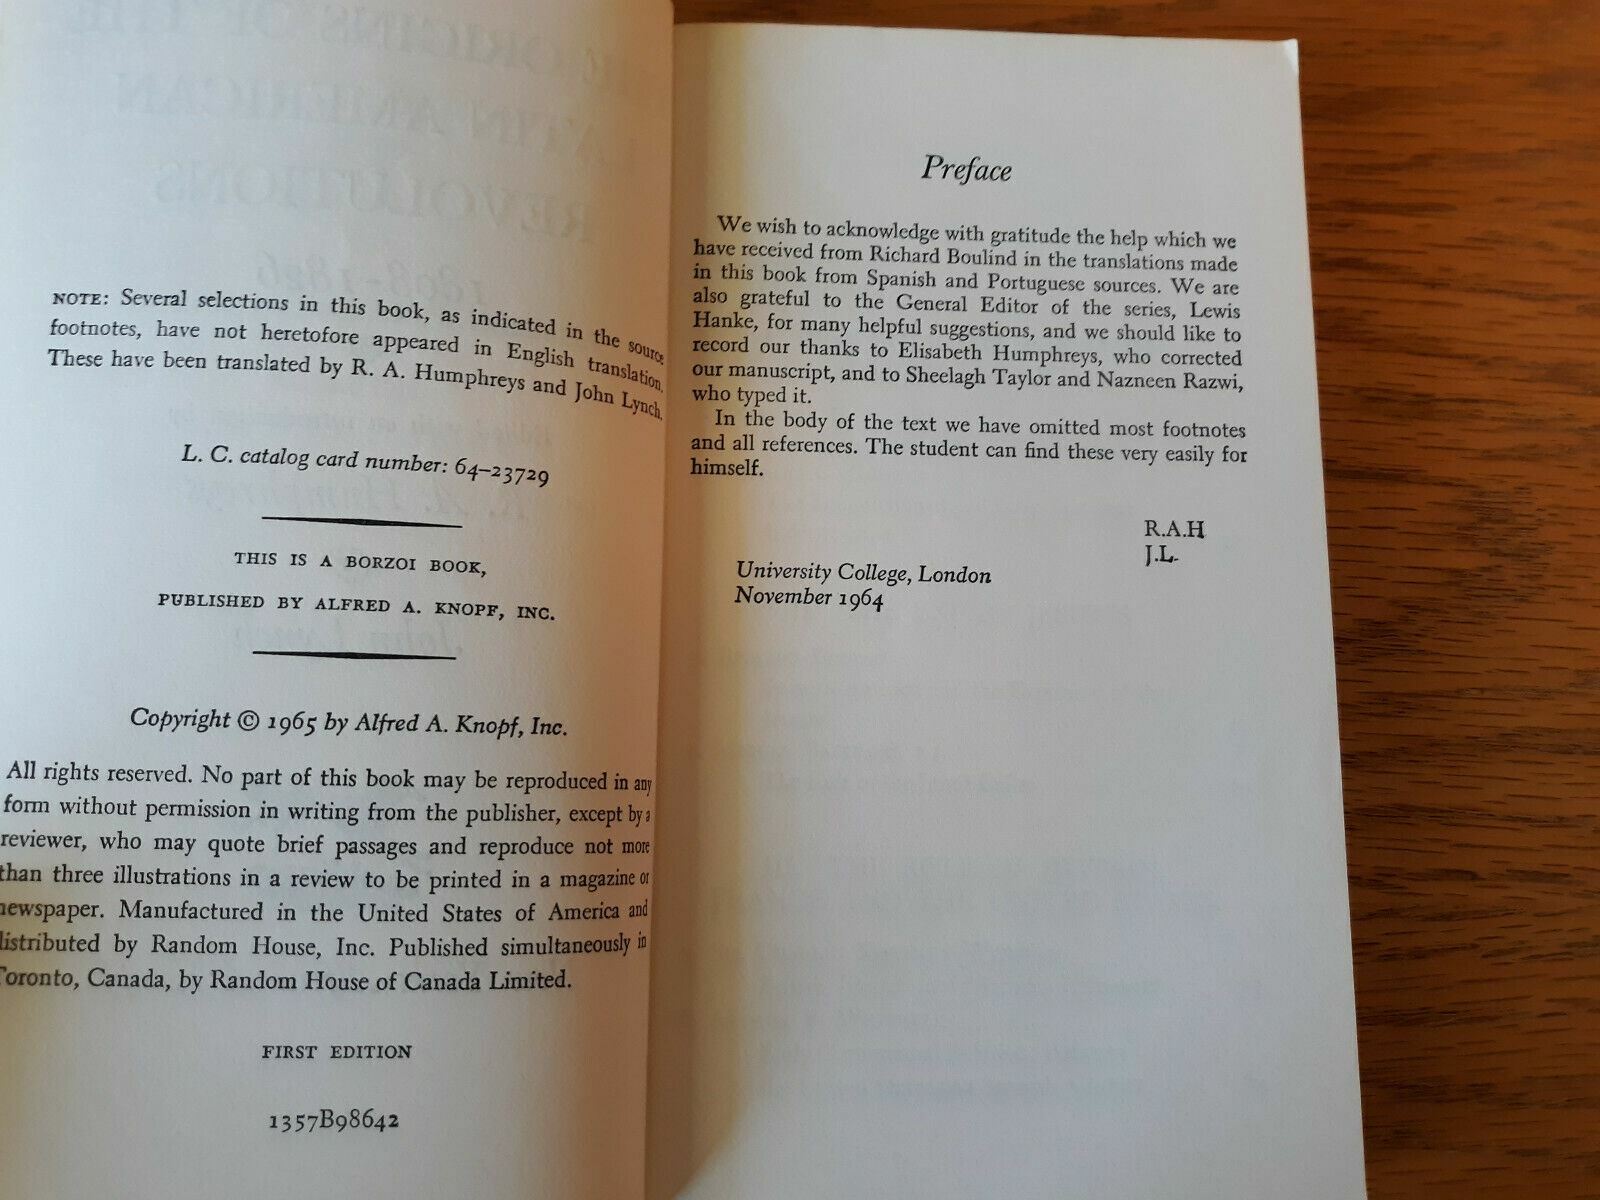 NOTE: Several selections in this book, as indicated in the source
footnotes, have not heretofore appeared in English translation.
These have been translated by R. A. Humphreys and John Lynch.
L. C. catalog card number: 64–23729
THIS IS A BORZOI BOOK,
PUBLISHED BY ALFRED A. KNOPF, INC.
Copyright © 1965 by Alfred A. Knopf, Inc.
All rights reserved. No part of this book may be reproduced in any
form without permission in writing from the publisher, except by a
reviewer, who may quote brief passages and reproduce not more
than three illustrations in a review to be printed in a magazine or
newspaper. Manufactured in the United States of America and
distributed by Random House, Inc. Published simultaneously in
Toronto, Canada, by Random House of Canada Limited.
FIRST EDITION
1357B98642
Preface
We wish to acknowledge with gratitude the help which we
have received from Richard Boulind in the translations made
in this book from Spanish and Portuguese sources. We are
also grateful to the General Editor of the series, Lewis
Hanke, for many helpful suggestions, and we should like to
record our thanks to Elisabeth Humphreys, who corrected
our manuscript, and to Sheelagh Taylor and Nazneen Razwi,
who typed it.
In the body of the text we have omitted most footnotes
and all references. The student can find these very easily for
himself.
R.A.H
J.L.
University College, London
November 1964